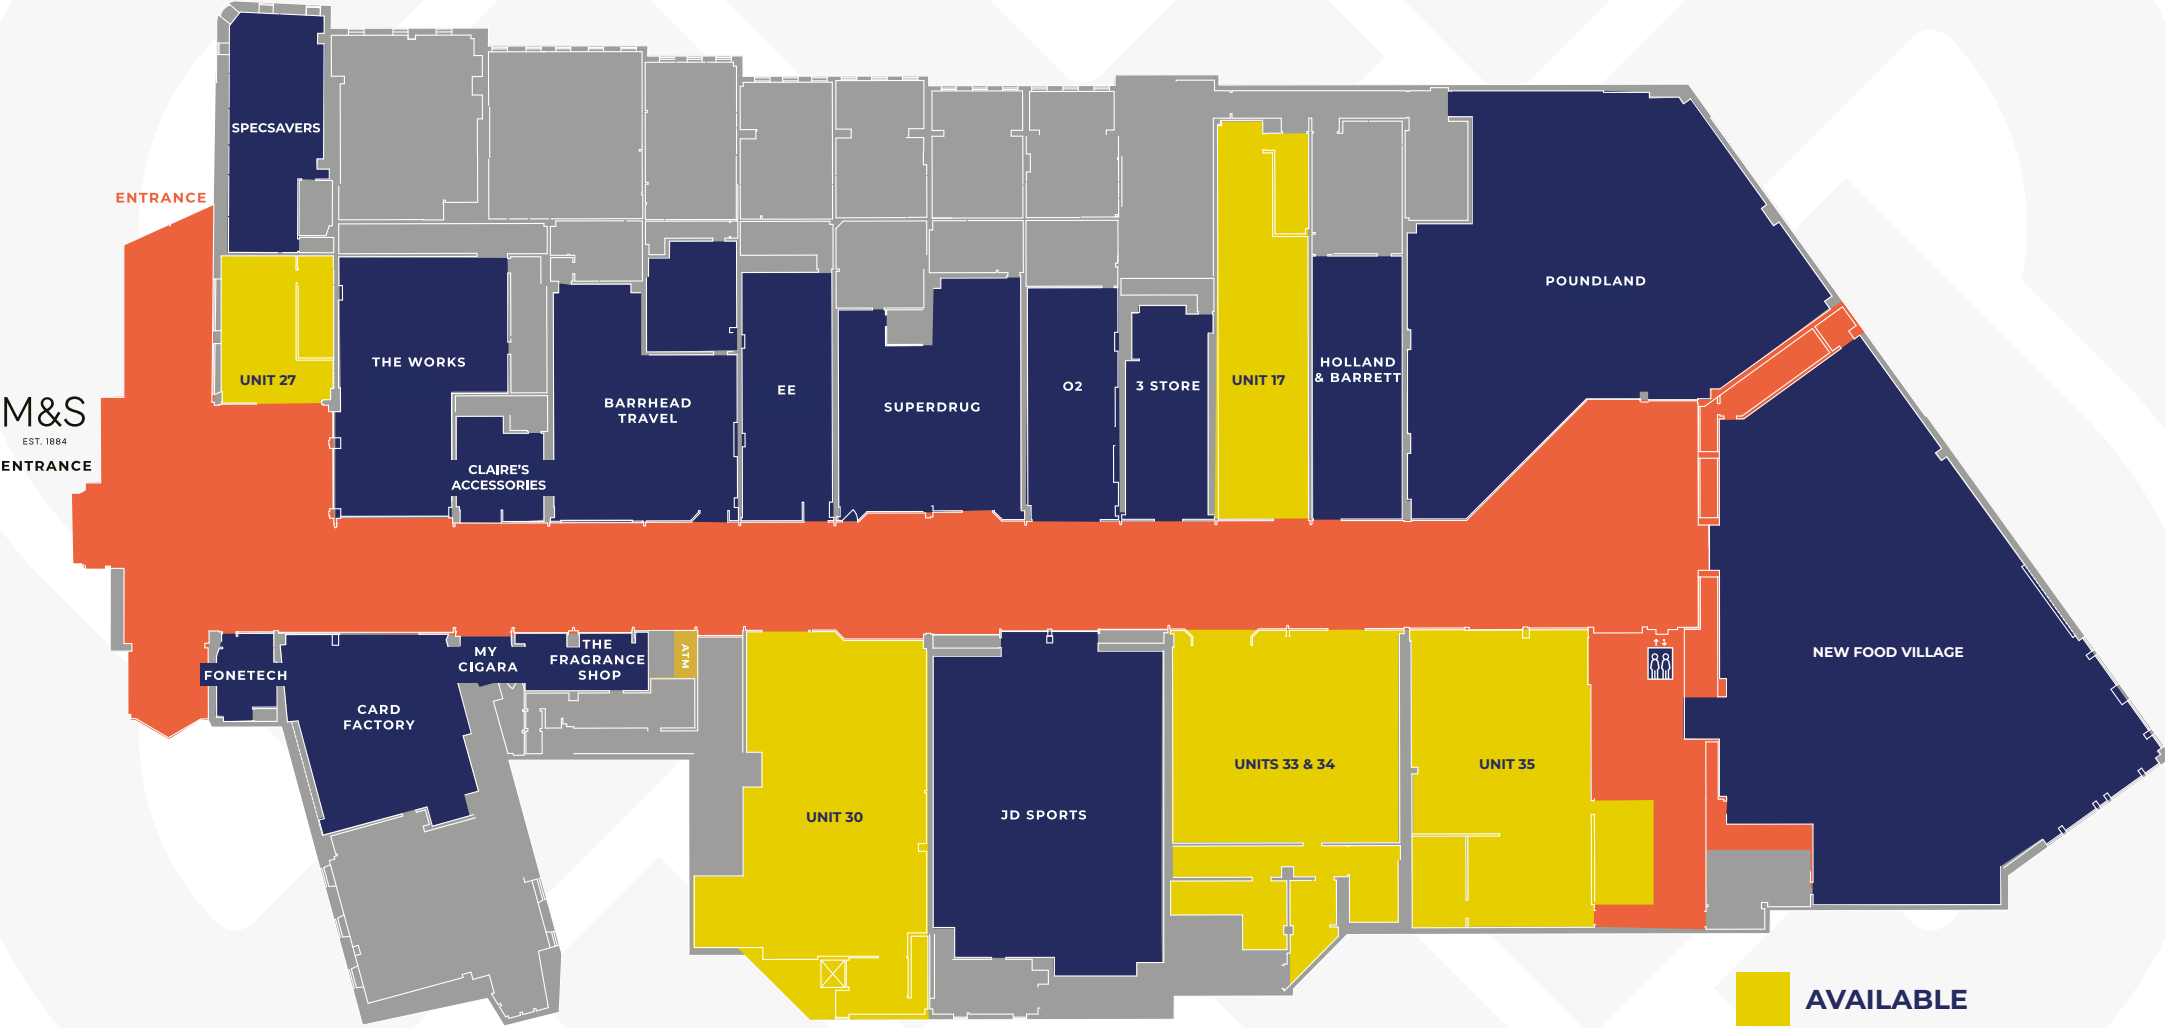 SPECSAVERS
ENTRANCE
POUNDLAND
THE WORKS
UNIT 27
BARRHEAD
TRAVEL
EE
SUPERDRUG
O2
3 STORE
UNIT 17
HOLLAND
& BARRETT
M&S
EST. 1884
ENTRANCE
CLAIRE'S
ACCESSORIES
FONETECH
CARD
FACTORY
MY
CIGARA
THE
FRAGRANCE
SHOP
ATM
UNIT 30
JD SPORTS
UNITS 33 & 34
UNIT 35
NEW FOOD VILLAGE
AVAILABLE